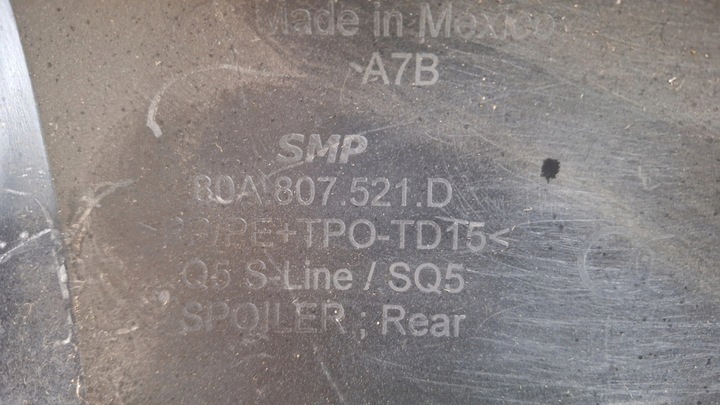 Made in Mexico
A7B
SMP
80A.807.521.D
P/PE+TPO-TD15<
Q5 S-Line / SQ5
SPOILER ; Rear